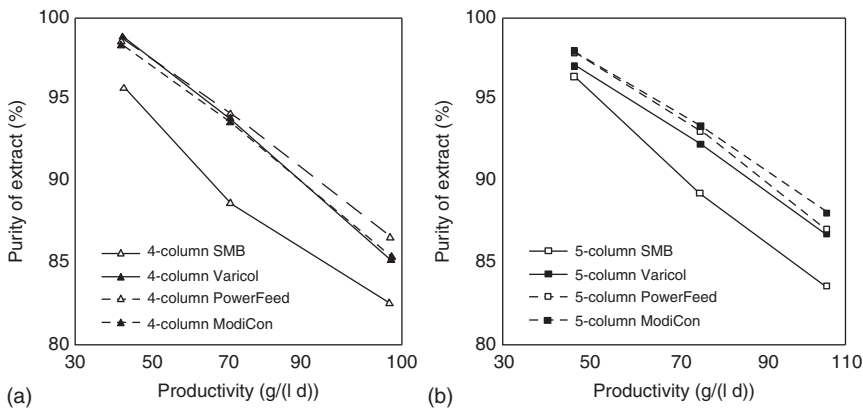 100
95
90
85
80
30
50
70
100
Purity of extract (%)
Productivity (g/(l d))
4-column SMB
4-column Varicol
4-column PowerFeed
4-column ModiCon
(a)
100
95
90
85
80
30
50
70
90
110
Purity of extract (%)
Productivity (g/(l d))
5-column SMB
5-column Varicol
5-column PowerFeed
5-column ModiCon
(b)